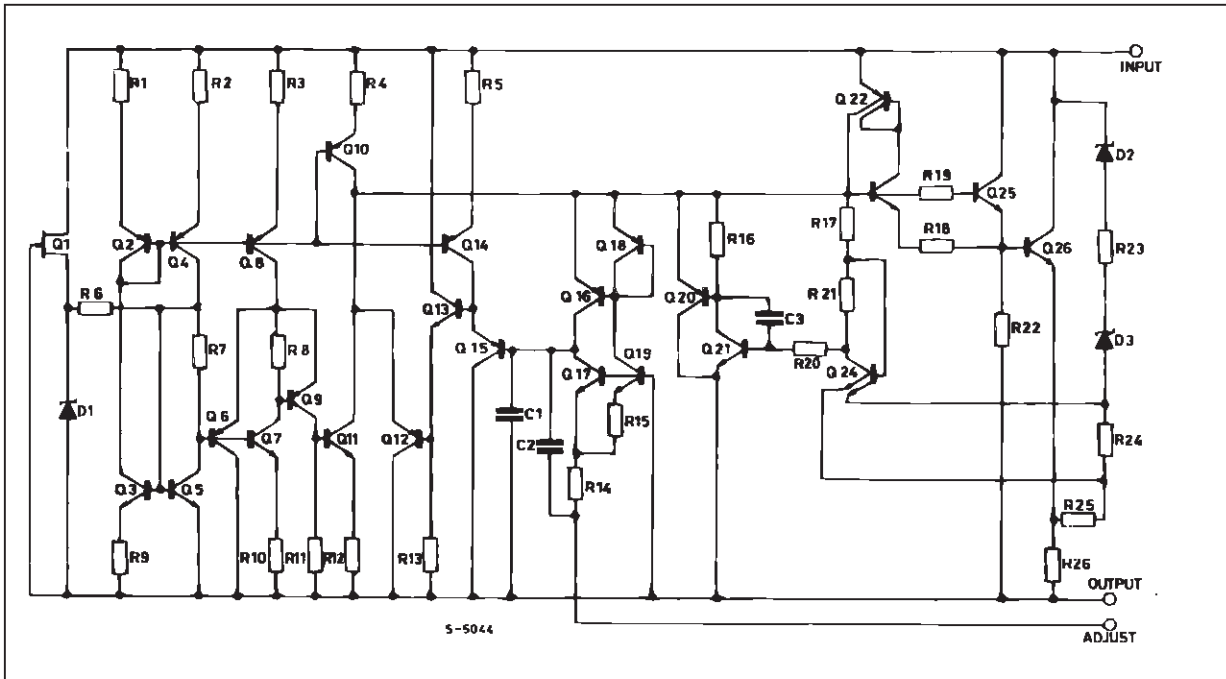 INPUT
R1
R2
R3
R4
R5
Q22
Q10
D2
R19
Q25
R17
R18
Q1
Q2
Q4
Q8
Q14
Q18
R16
Q26
R23
R6
Q13
Q16
Q20
R21
C3
R22
D3
R7
R8
Q15
Q19
Q21
R20
Q24
Q17
D1
Q6
Q9
C1
R15
Q7
Q11
Q12
C2
R24
Q3
Q5
R14
R25
R9
R10
R11
R12
R13
R26
OUTPUT
S-5044
ADJUST